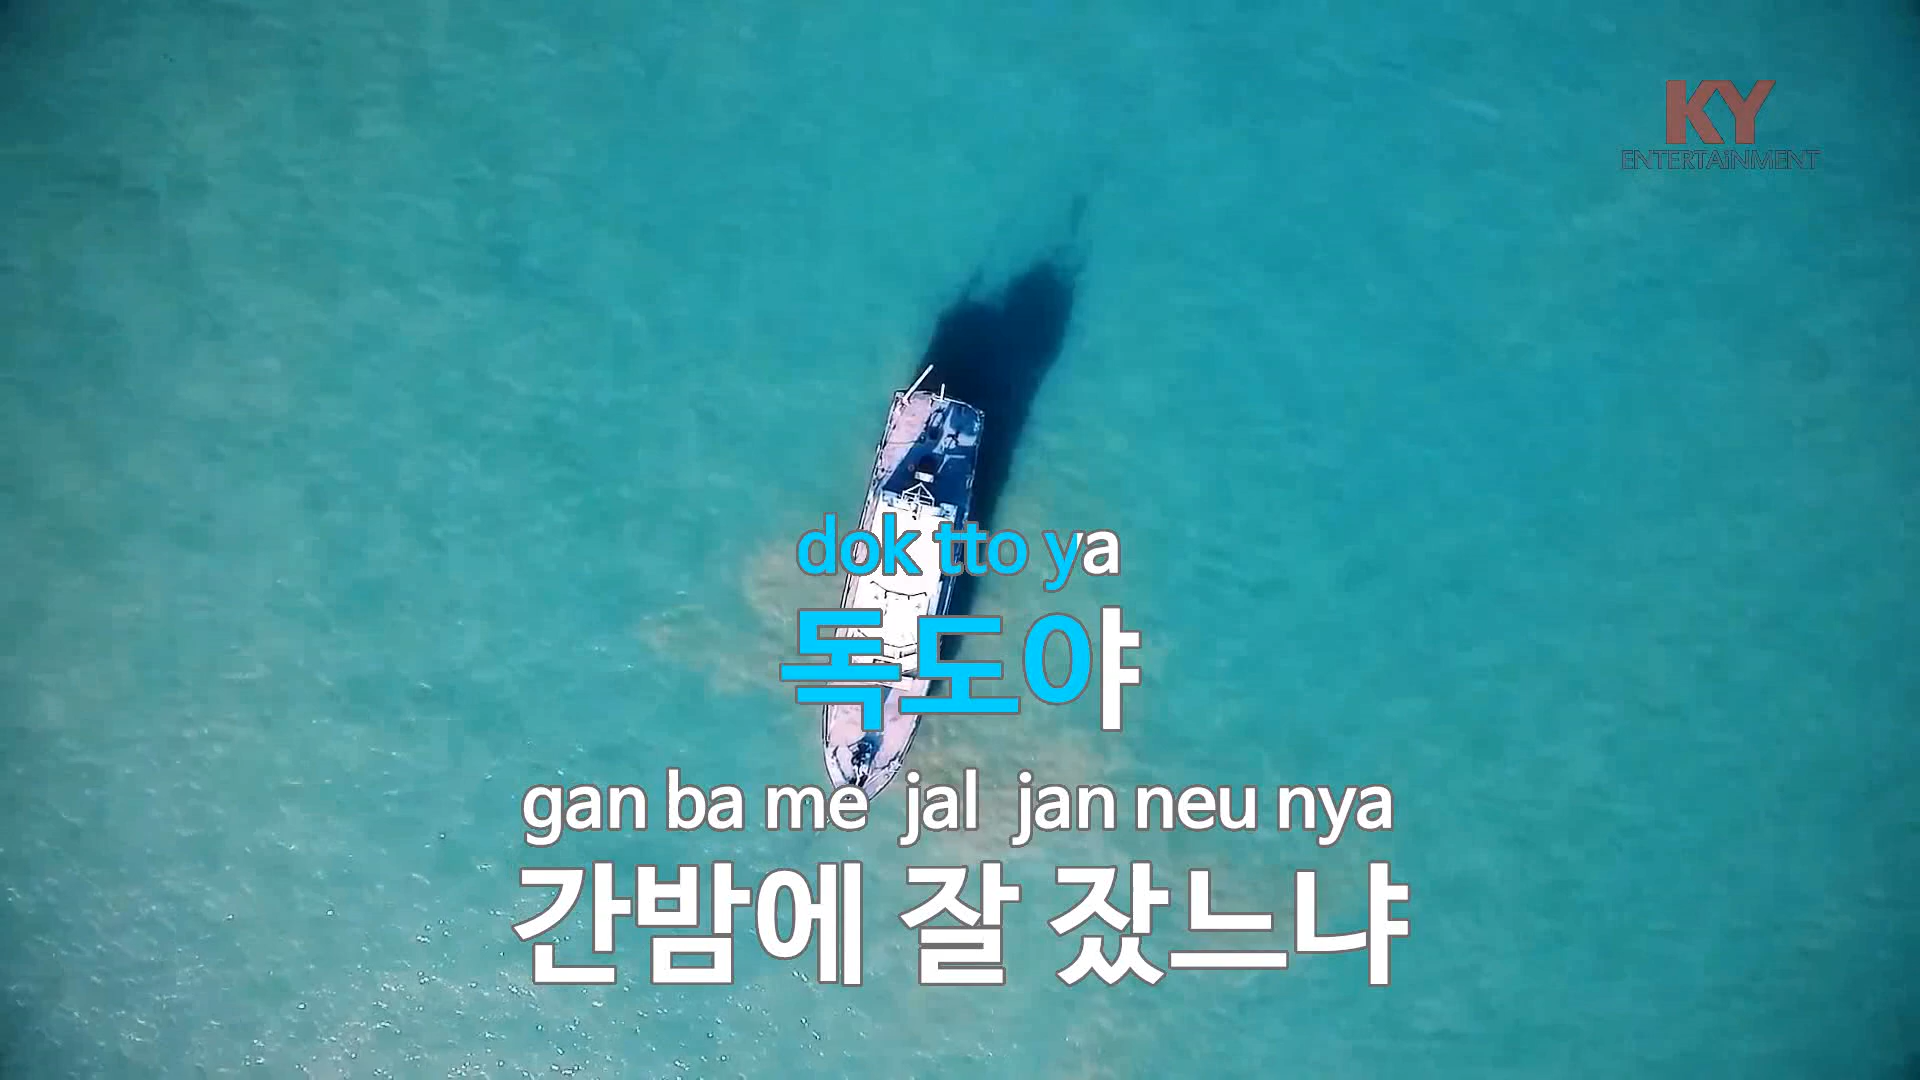 KY
ENTERTAiNMENT
dok tto ya
독도야
gan ba me jal jan neu nya
간밤에 잘 잤느냐